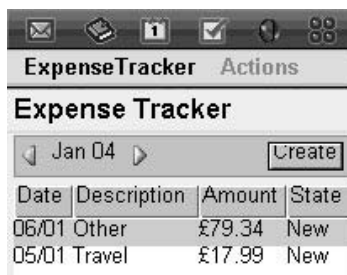 1
ExpenseTracker Actions
Expense Tracker
Jan 04 Create
Date Description Amount State
06/01 Other £79.34 New
05/01 Travel £17.99 New